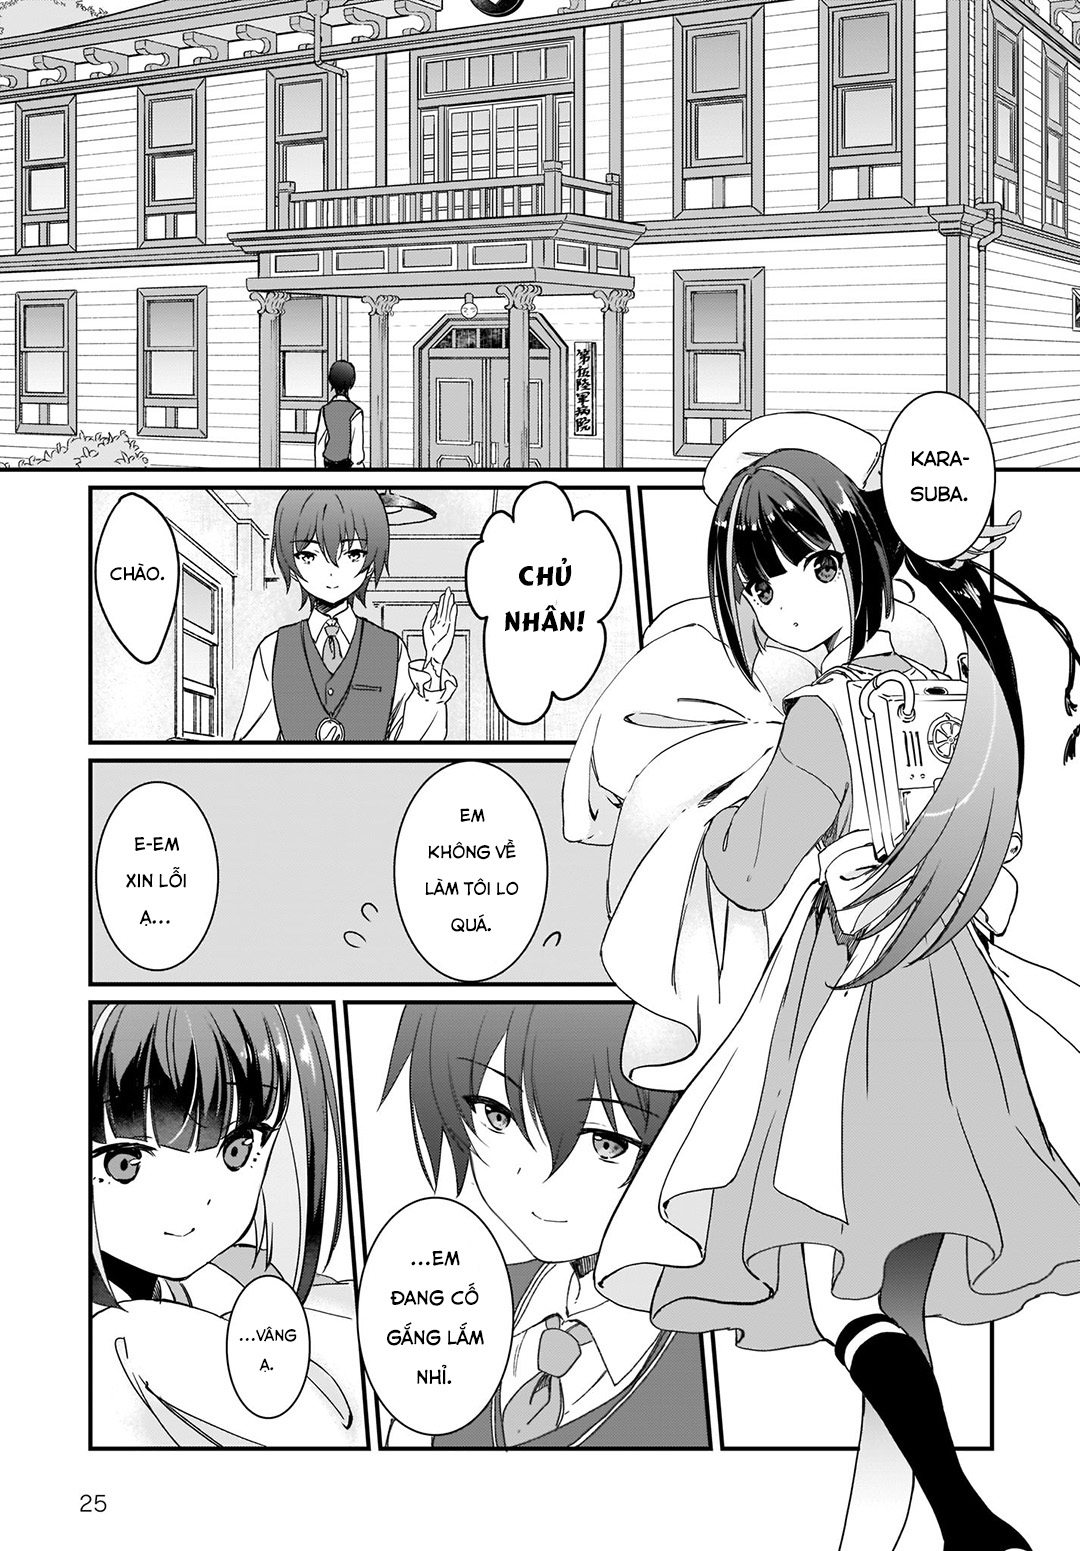 第伍陸軍病院
KARA-
SUBA.
CHỦ
NHÂN!
CHÀO.
EM
KHÔNG VỀ
LÀM TÔI LO
QUÁ.
E-EM
XIN LỖI
Ạ...
...EM
ĐANG CỐ
GẮNG LẮM
NHỈ.
...VÂNG
Ạ.
25